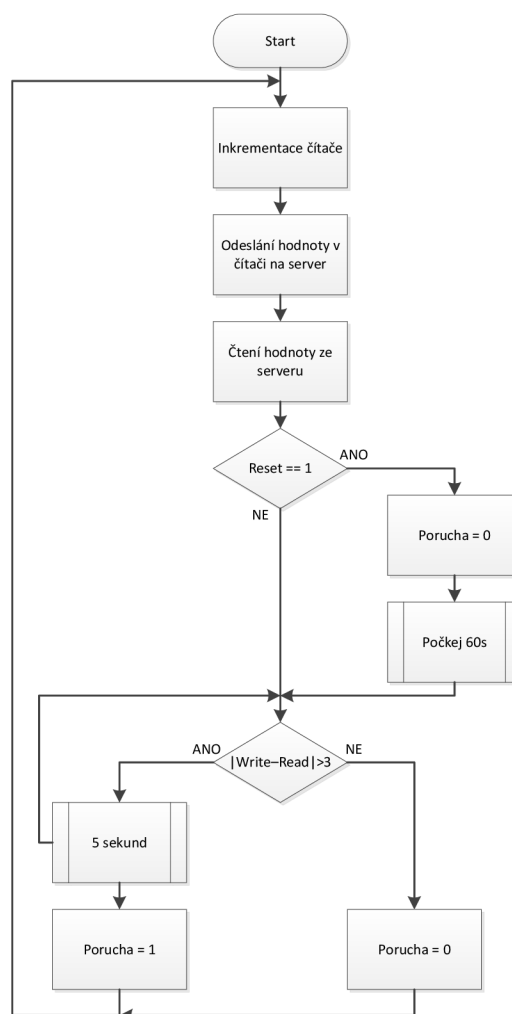 Start
Inkrementace čítače
Odeslání hodnoty v
čítači na server
Čtení hodnoty ze
serveru
Reset == 1
ANO
NE
Porucha = 0
Počkej 60s
ANO
|Write–Read|>3
NE
5 sekund
Porucha = 1
Porucha = 0